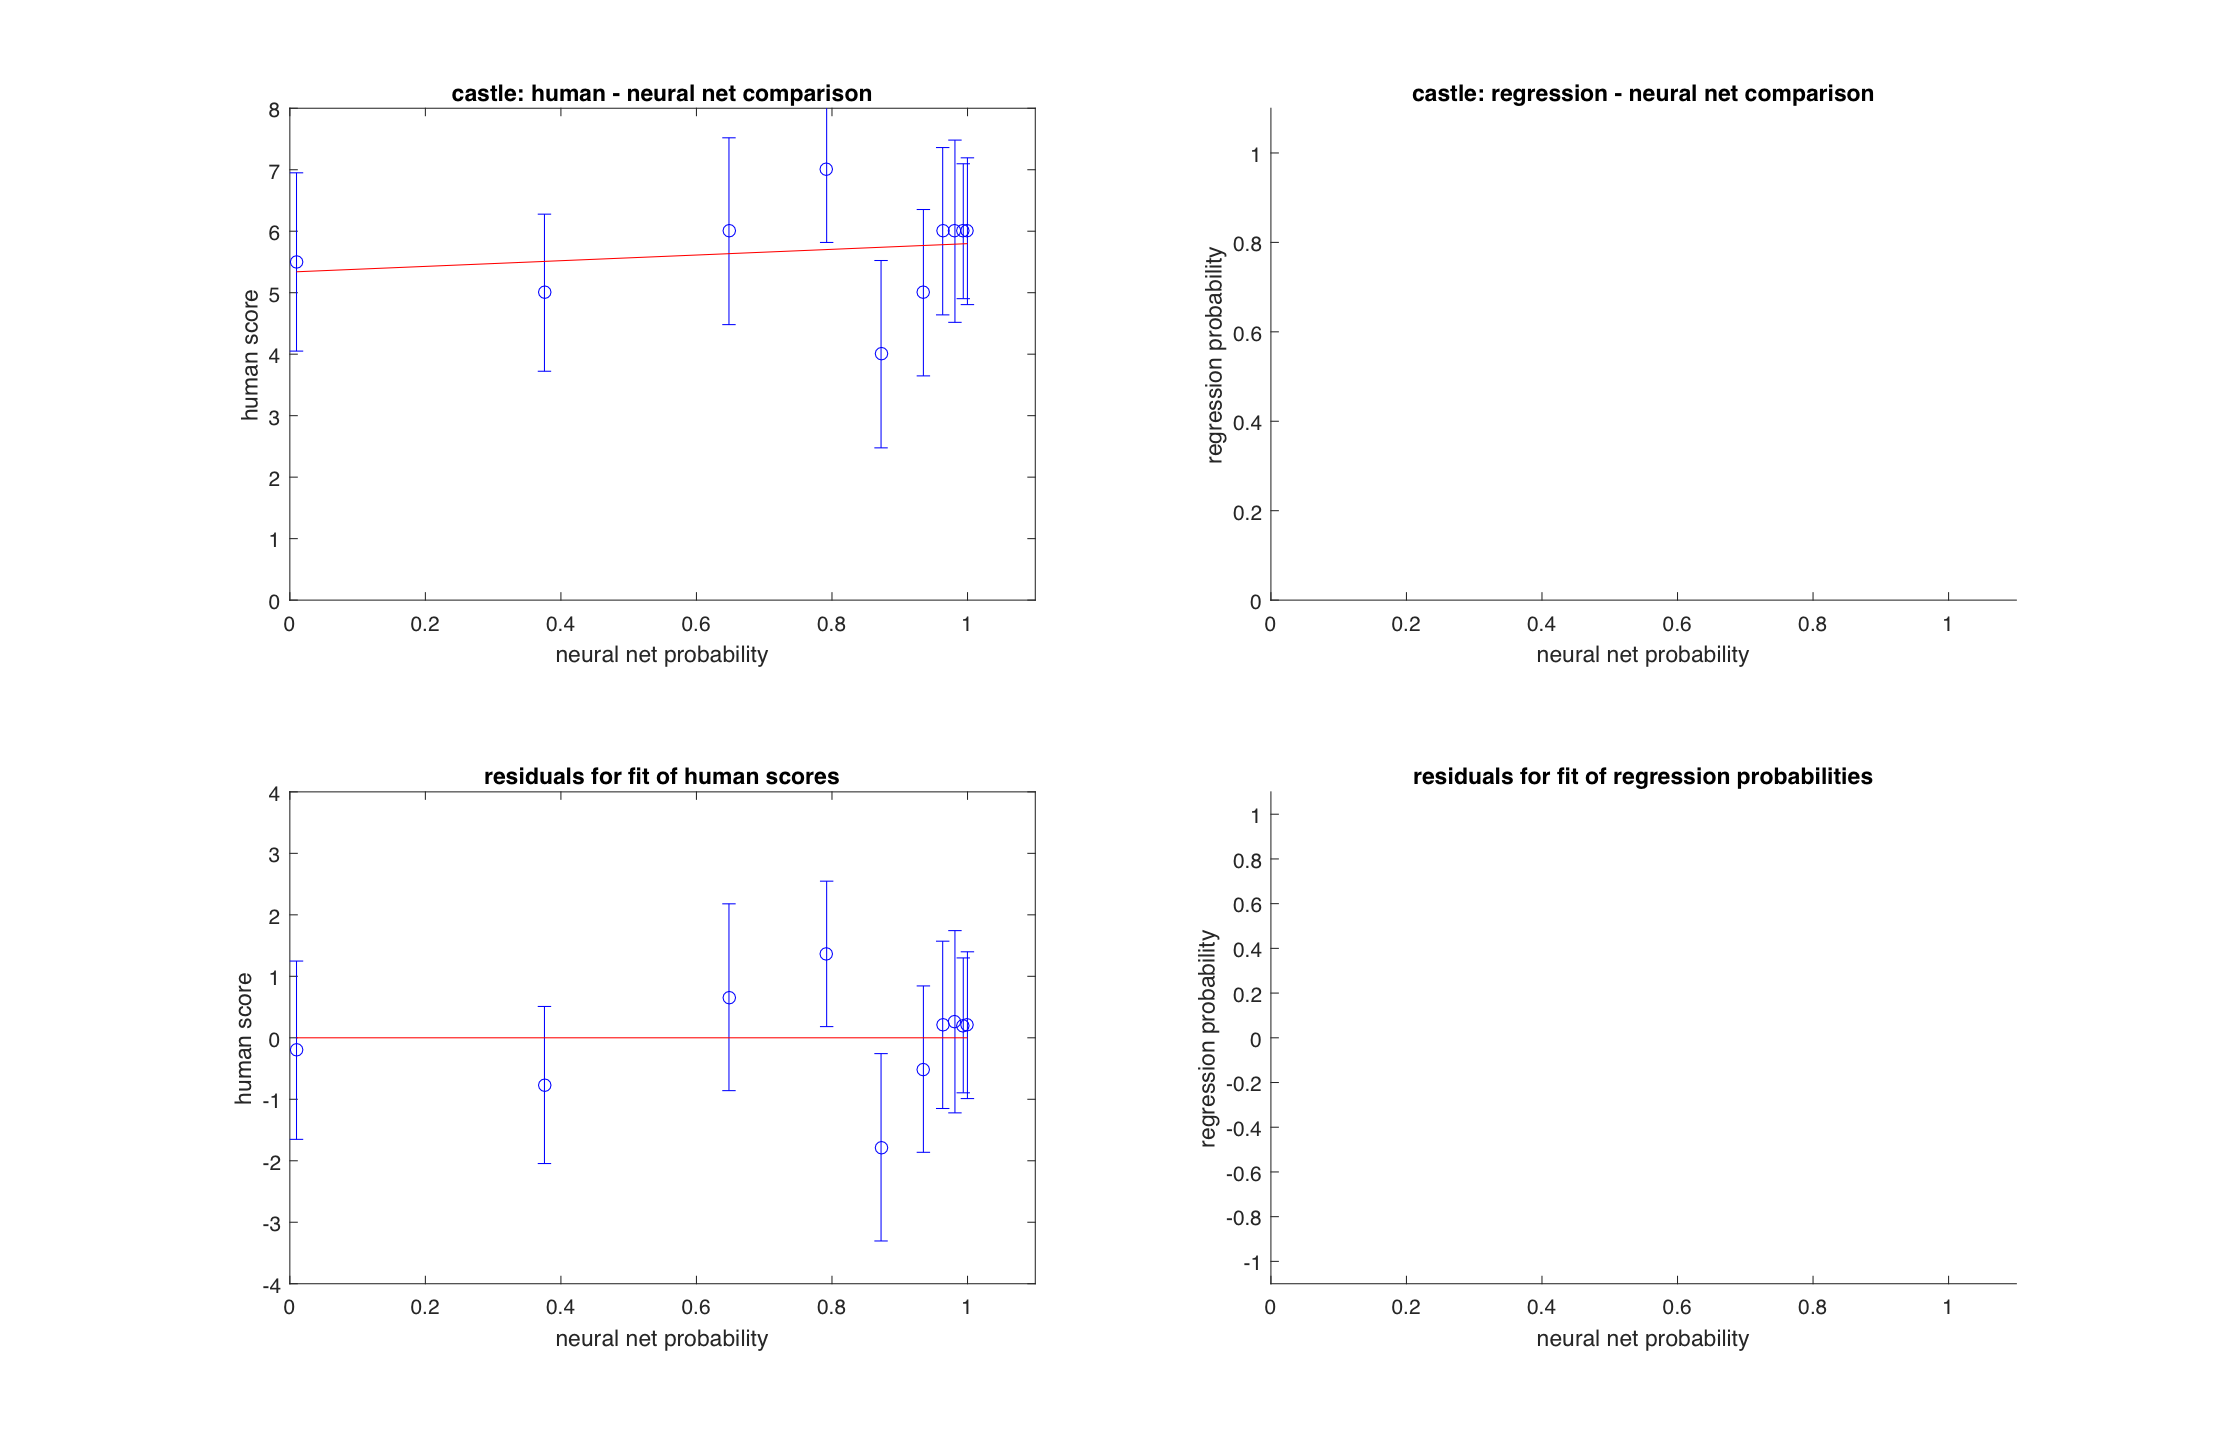 castle: human - neural net comparison
8
7
6
5
4
3
2
1
0
human score
0 0.2 0.4 0.6 0.8 1
neural net probability
castle: regression - neural net comparison
1
0.8
0.6
0.4
0.2
0
regression probability
0 0.2 0.4 0.6 0.8 1
neural net probability
residuals for fit of human scores
4
3
2
1
0
-1
-2
-3
-4
human score
0 0.2 0.4 0.6 0.8 1
neural net probability
residuals for fit of regression probabilities
1
0.8
0.6
0.4
0.2
0
-0.2
-0.4
-0.6
-0.8
-1
regression probability
0 0.2 0.4 0.6 0.8 1
neural net probability